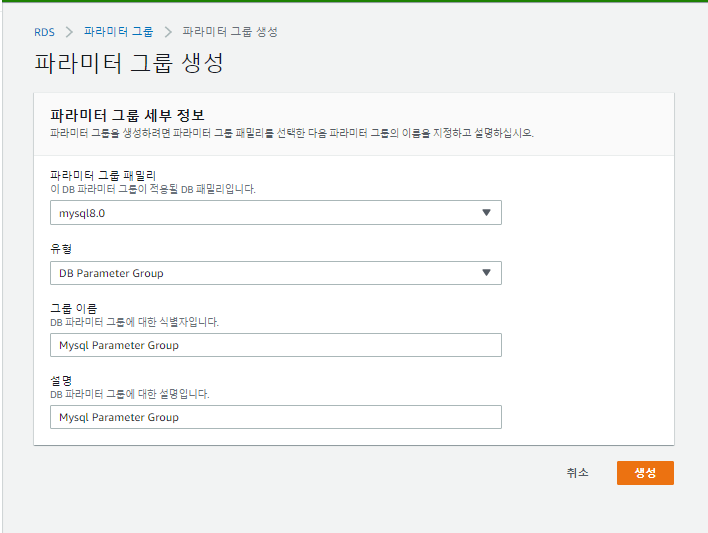 RDS > 파라미터 그룹 > 파라미터 그룹 생성
파라미터 그룹 생성
파라미터 그룹 세부 정보
파라미터 그룹을 생성하려면 파라미터 그룹 패밀리를 선택한 다음 파라미터 그룹의 이름을 지정하고 설명하십시오.
파라미터 그룹 패밀리
이 DB 파라미터 그룹이 적용될 DB 패밀리입니다.
mysql8.0
유형
DB Parameter Group
그룹 이름
DB 파라미터 그룹에 대한 식별자입니다.
Mysql Parameter Group
설명
DB 파라미터 그룹에 대한 설명입니다.
Mysql Parameter Group
취소 생성